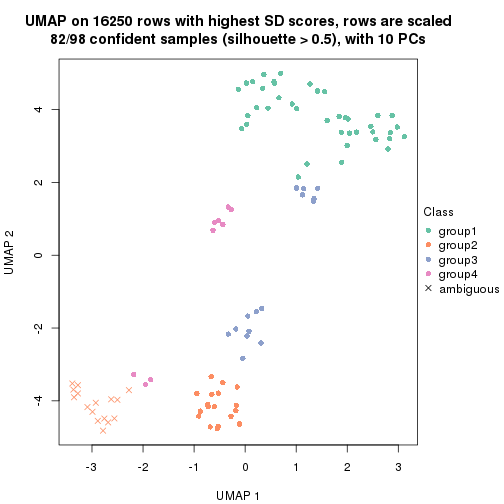 UMAP on 16250 rows with highest SD scores, rows are scaled
82/98 confident samples (silhouette > 0.5), with 10 PCs
4
2
0
-2
-4
UMAP 2
-3
-2
-1
0
1
2
3
UMAP 1
Class
group1
group2
group3
group4
ambiguous